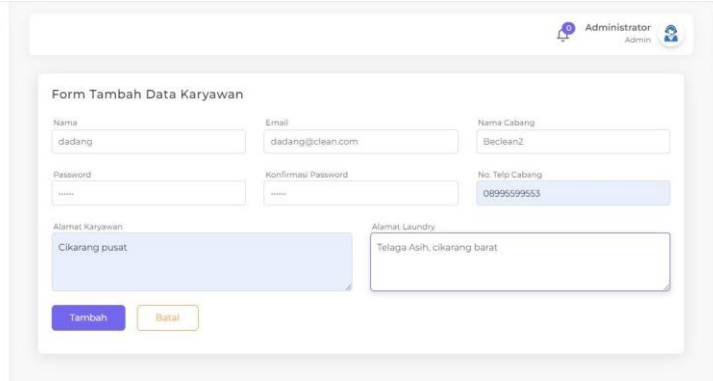 0
Administrator
Admin
Form Tambah Data Karyawan
Nama
Email
Nama Cabang
dadang
dadang@clean.com
Beclean2
Password
Konfirmasi Password
No. Telp Cabang
......
......
08995599553
Alamat Karyawan
Alamat Laundry
Cikarang pusat
Telaga Asih, cikarang barat
Tambah
Batal